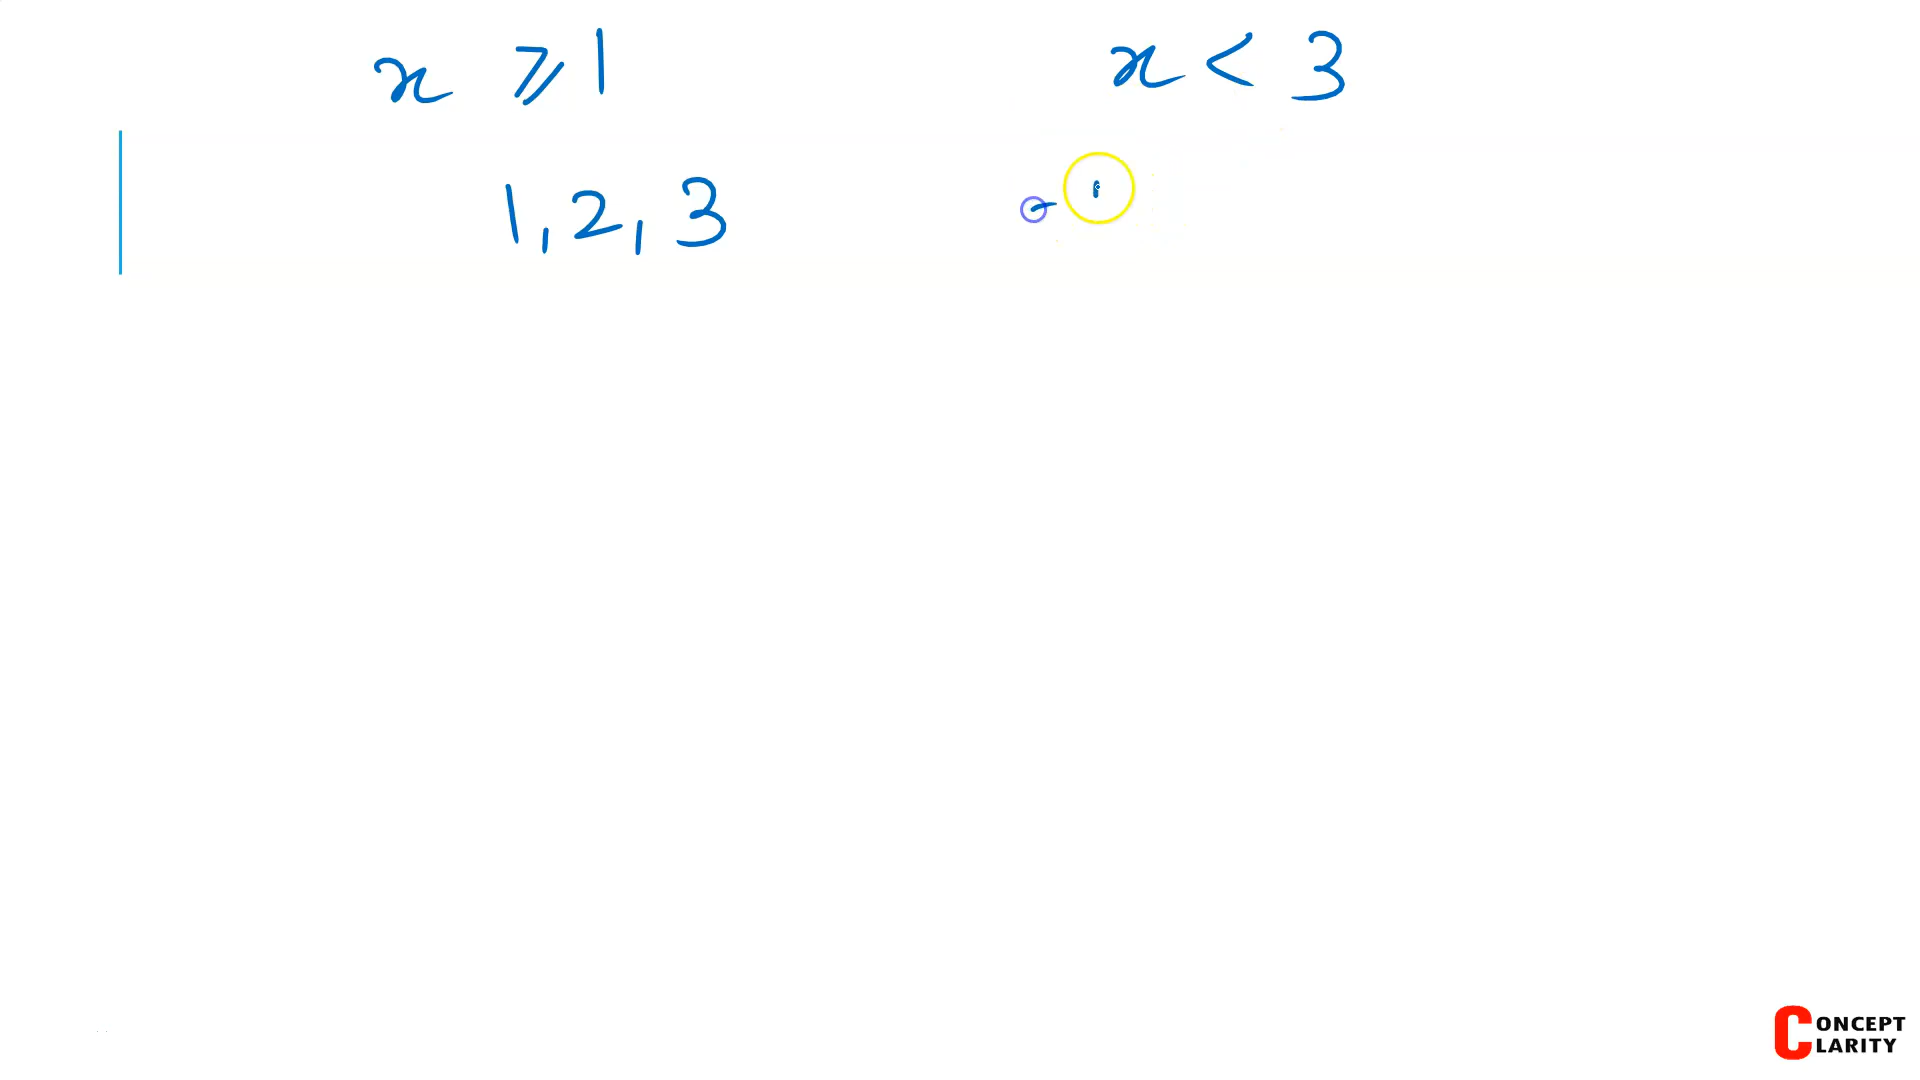 x ⩾ 1
x < 3
1, 2, 3
-
CONCEPT
CLARITY